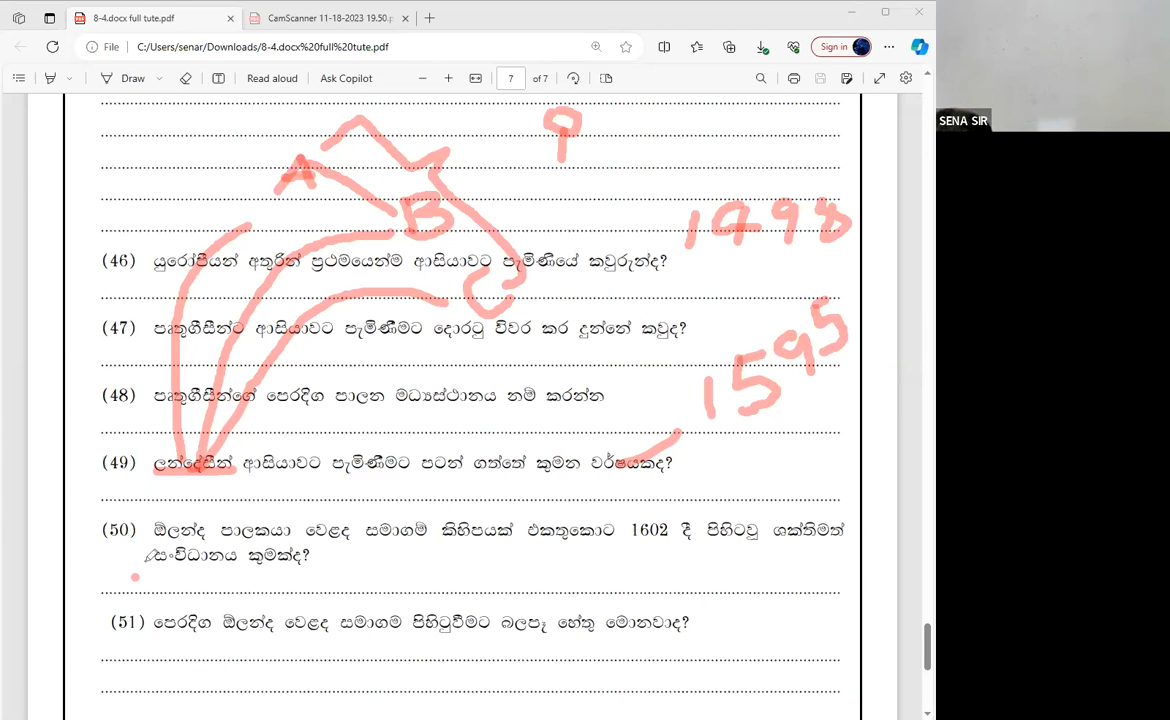 8-4.docx full tute.pdf
CamScanner 11-18-2023 19.50.p
File
C:/Users/senar/Downloads/8-4.docx%20full%20tute.pdf
Sign in
Draw
Read aloud
Ask Copilot
7
of 7
SENA SIR
A
B
C
1498
(46) යුරෝපීයන් අතුරින් ප්‍රථමයෙන්ම ආසියාවට පැමිණියේ කවුරුන්ද?
(47) පෘතුගීසීන්ට ආසියාවට පැමිණීමට දොරටු විවර කර දුන්නේ කවුද?
1595
(48) පෘතුගීසීන්ගේ පෙරදිග පාලන මධ්‍යස්ථානය නම් කරන්න
(49) ලන්දේසීන් ආසියාවට පැමිණීමට පටන් ගත්තේ කුමන වර්ෂයකද?
(50) ඕලන්ද පාලකයා වෙළද සමාගම් කිහිපයක් එකතුකොට 1602 දී පිහිටවූ ශක්තිමත්
සංවිධානය කුමක්ද?
(51) පෙරදිග ඕලන්ද වෙළද සමාගම පිහිටුවීමට බලපෑ හේතු මොනවාද?